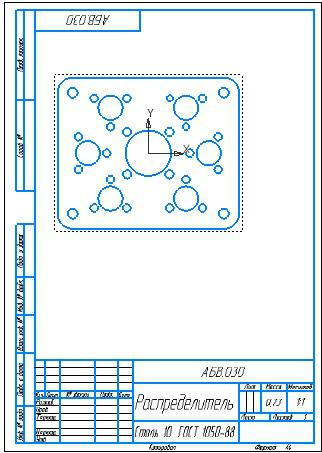 АБВ.030
Y
X
Перв. примен.
Справ. №
Подп. и дата
Инв. № дубл.
Взам. инв. №
Подп. и дата
Инв. № подл.
АБВ.030
Лит. Масса Масштаб
Изм. Лист № докум. Подп. Дата
Разраб.
Пров.
Т.контр.
Распределитель
0,73 1:1
Лист Листов 1
Н.контр.
Утв.
Сталь 10 ГОСТ 1050-88
Копировал Формат А4